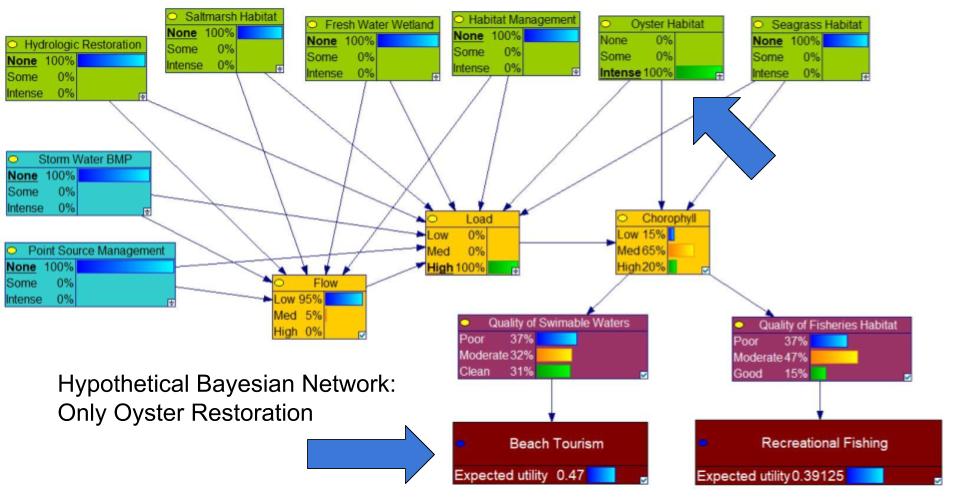 Hydrologic Restoration
None 100%
Some 0%
Intense 0%
Saltmarsh Habitat
None 100%
Some 0%
Intense 0%
Fresh Water Wetland
None 100%
Some 0%
Intense 0%
Habitat Management
None 100%
Some 0%
Intense 0%
Oyster Habitat
None 0%
Some 0%
Intense 100%
Seagrass Habitat
None 100%
Some 0%
Intense 0%
Storm Water BMP
None 100%
Some 0%
Intense 0%
Point Source Management
None 100%
Some 0%
Intense 0%
Flow
Low 95%
Med 5%
High 0%
Load
Low 0%
Med 0%
High 100%
Chorophyll
Low 15%
Med 65%
High 20%
Quality of Swimable Waters
Poor 37%
Moderate 32%
Clean 31%
Quality of Fisheries Habitat
Poor 37%
Moderate 47%
Good 15%
Hypothetical Bayesian Network:
Only Oyster Restoration
Beach Tourism
Expected utility 0.47
Recreational Fishing
Expected utility 0.39125